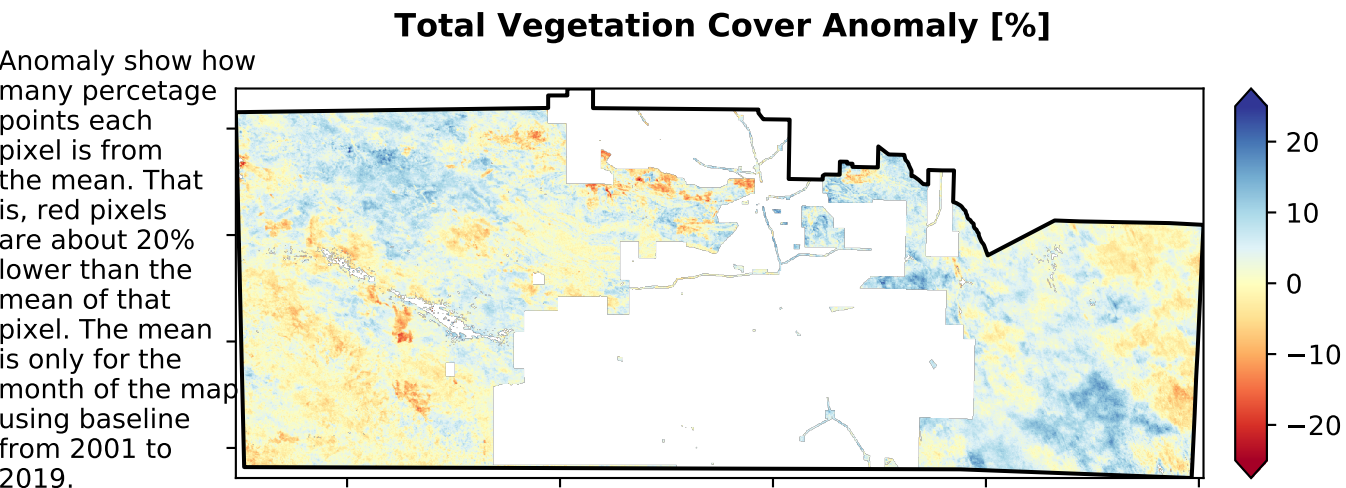 Total Vegetation Cover Anomaly [%]
Anomaly show how
many percetage
points each
pixel is from
the mean. That
is, red pixels
are about 20%
lower than the
mean of that
pixel. The mean
is only for the
month of the map
using baseline
from 2001 to
2019.
20
10
0
−10
−20